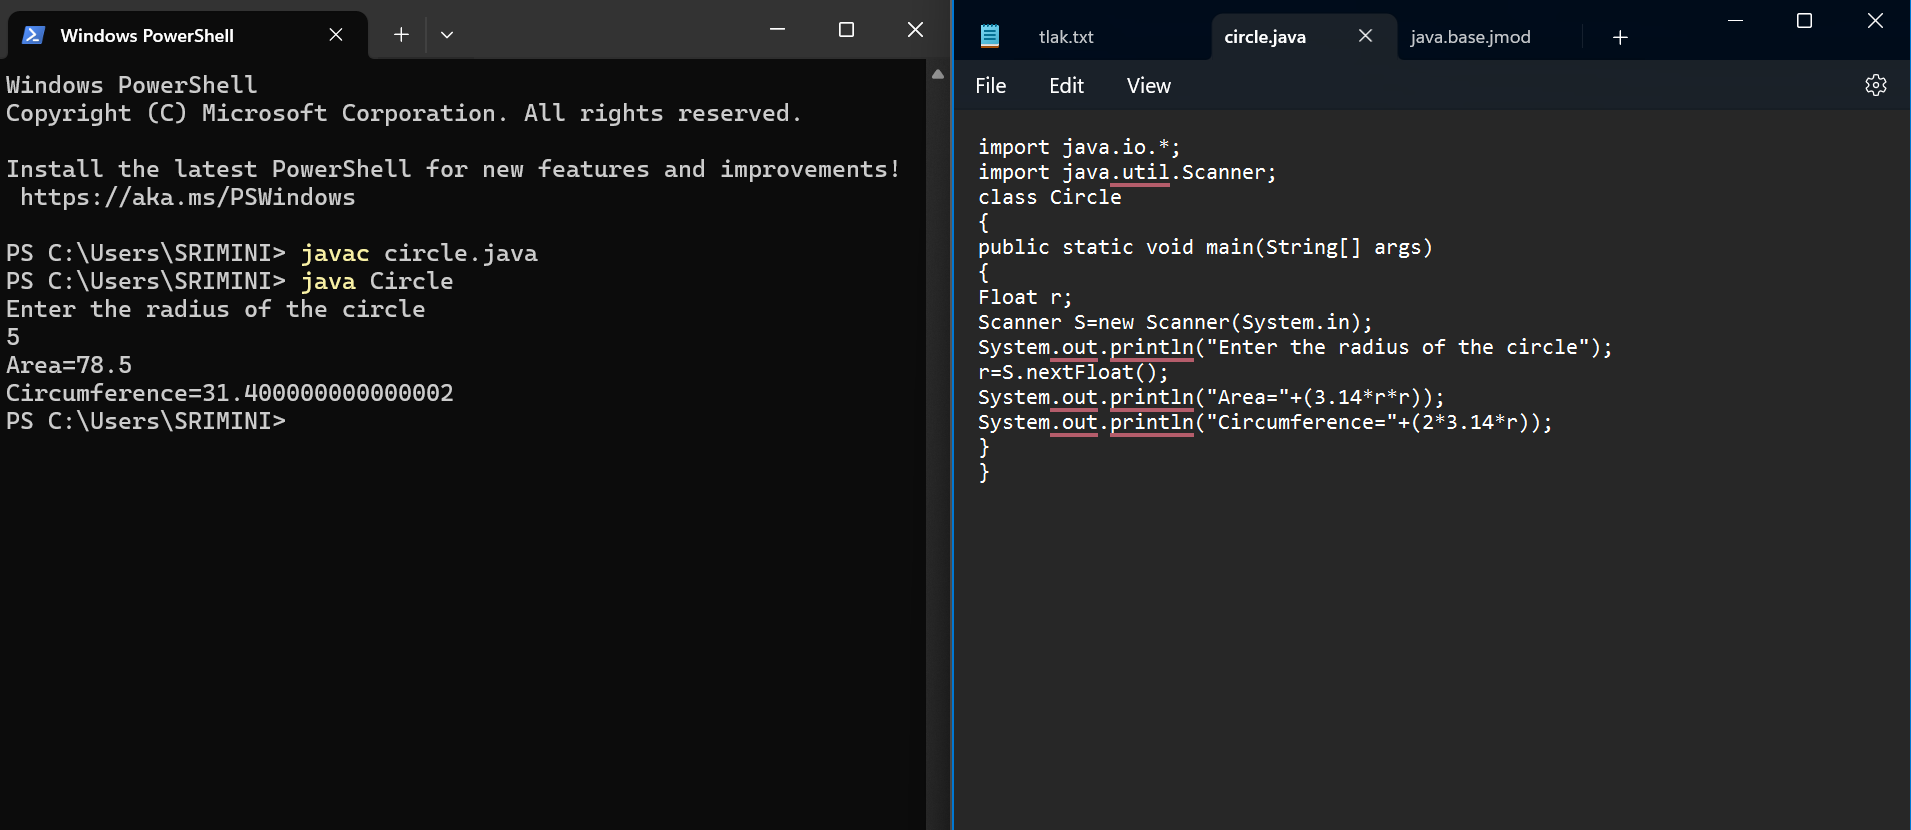 Windows PowerShell
Windows PowerShell
Copyright (C) Microsoft Corporation. All rights reserved.
Install the latest PowerShell for new features and improvements!
https://aka.ms/PSWindows
PS C:\Users\SRIMINI> javac circle.java
PS C:\Users\SRIMINI> java Circle
Enter the radius of the circle
5
Area=78.5
Circumference=31.400000000000002
PS C:\Users\SRIMINI>
tlak.txt circle.java java.base.jmod
File Edit View
import java.io.*;
import java.util.Scanner;
class Circle
{
public static void main(String[] args)
{
Float r;
Scanner S=new Scanner(System.in);
System.out.println("Enter the radius of the circle");
r=S.nextFloat();
System.out.println("Area="+(3.14*r*r));
System.out.println("Circumference="+(2*3.14*r));
}
}